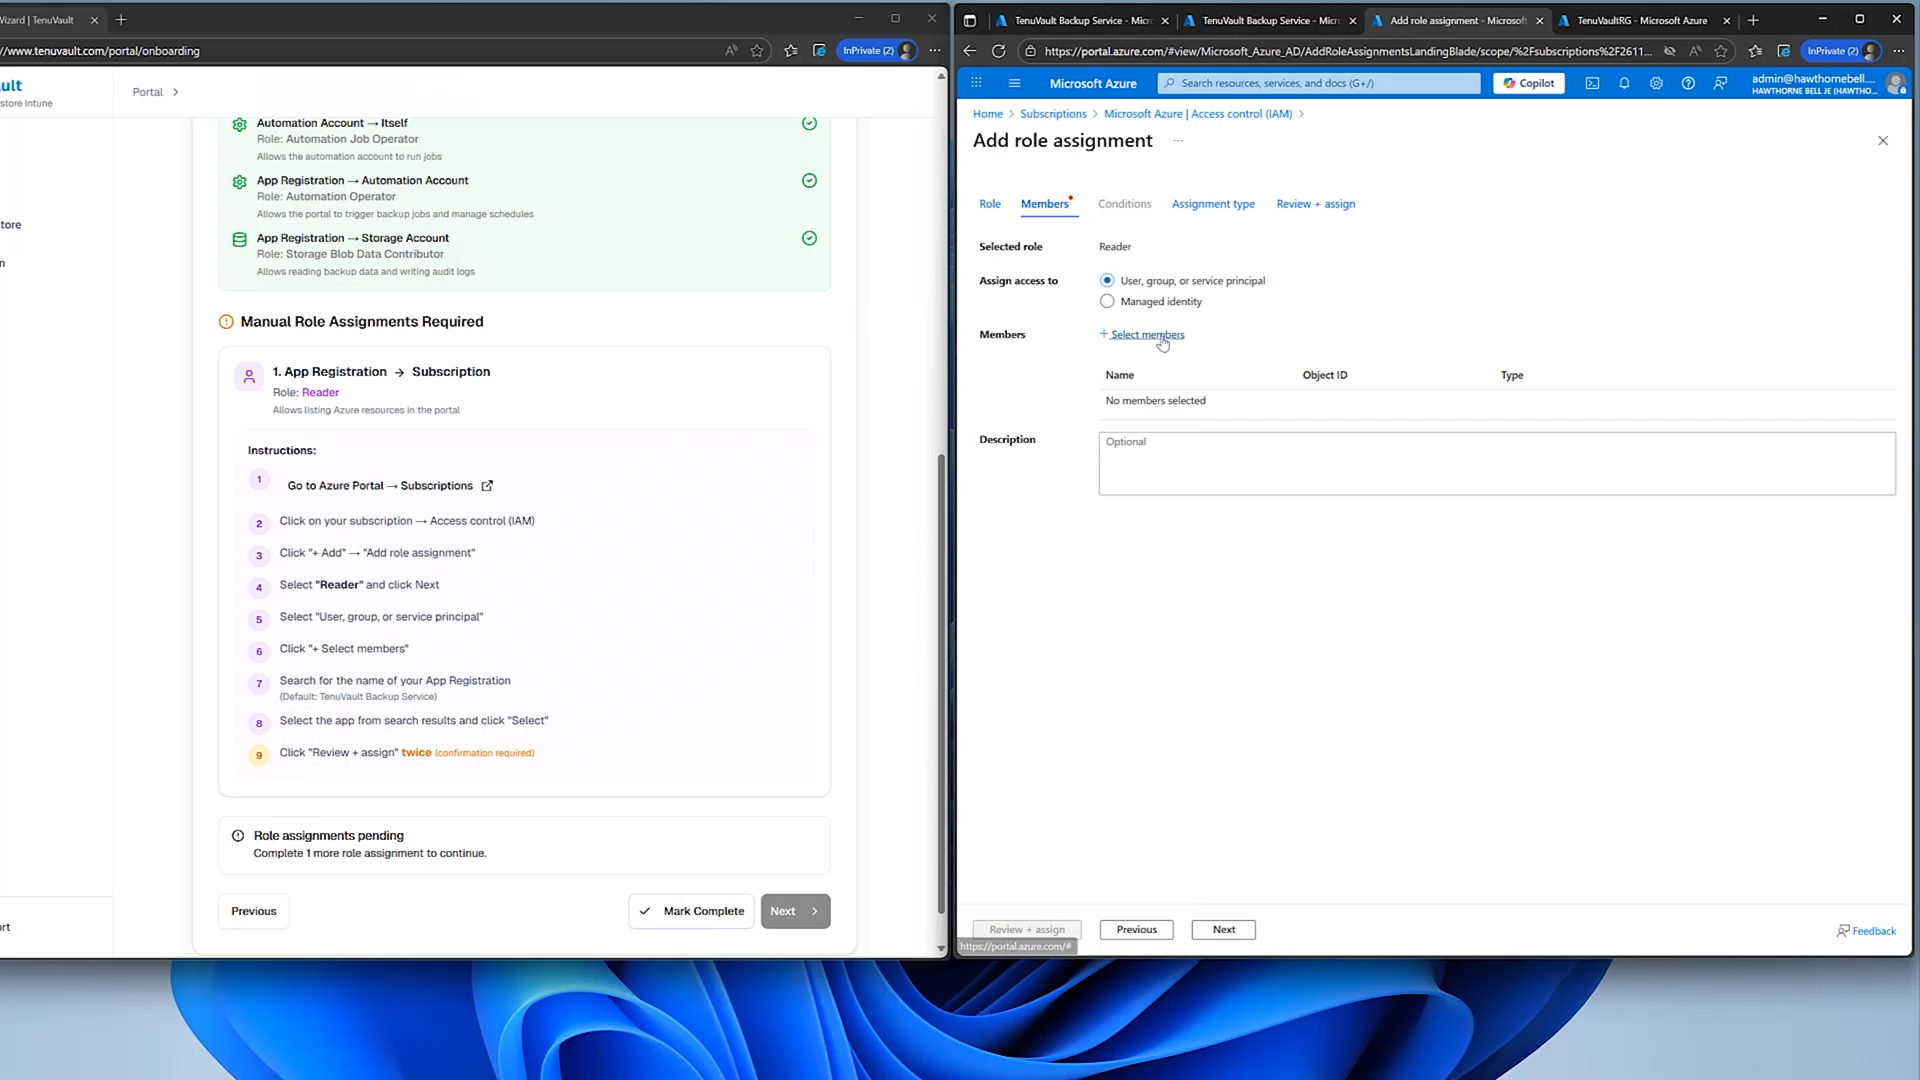 Wizard | TenuVault
//www.tenuvault.com/portal/onboarding
InPrivate (2)
ult
store Intune
Portal
tore
n
rt
Automation Account → Itself
Role: Automation Job Operator
Allows the automation account to run jobs
App Registration → Automation Account
Role: Automation Operator
Allows the portal to trigger backup jobs and manage schedules
App Registration → Storage Account
Role: Storage Blob Data Contributor
Allows reading backup data and writing audit logs
Manual Role Assignments Required
1. App Registration → Subscription
Role: Reader
Allows listing Azure resources in the portal
Instructions:
1 Go to Azure Portal → Subscriptions
2 Click on your subscription → Access control (IAM)
3 Click "+ Add" → "Add role assignment"
4 Select "Reader" and click Next
5 Select "User, group, or service principal"
6 Click "+ Select members"
7 Search for the name of your App Registration
(Default: TenuVault Backup Service)
8 Select the app from search results and click "Select"
9 Click "Review + assign" twice (confirmation required)
Role assignments pending
Complete 1 more role assignment to continue.
Previous
Mark Complete
Next
TenuVault Backup Service - Micr
TenuVault Backup Service - Micr
Add role assignment - Microsoft
TenuVaultRG - Microsoft Azure
https://portal.azure.com/#view/Microsoft_Azure_AD/AddRoleAssignmentsLandingBlade/scope/%2Fsubscriptions%2F2611...
InPrivate (2)
Microsoft Azure
Search resources, services, and docs (G+/)
Copilot
admin@hawthornebell....
HAWTHORNE BELL JE (HAWTHO...
Home > Subscriptions > Microsoft Azure | Access control (IAM) >
Add role assignment ...
Role
Members
Conditions
Assignment type
Review + assign
Selected role
Reader
Assign access to
User, group, or service principal
Managed identity
Members
+ Select members
Name
Object ID
Type
No members selected
Description
Optional
Review + assign
Previous
Next
Feedback
https://portal.azure.com/#